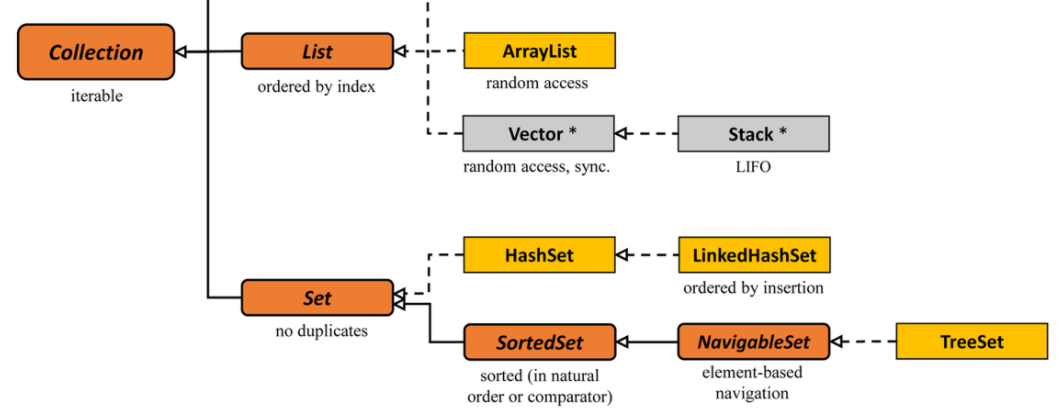 Collection
iterable
List
ordered by index
ArrayList
random access
Vector *
random access, sync.
Stack *
LIFO
Set
no duplicates
HashSet
LinkedHashSet
ordered by insertion
SortedSet
sorted (in natural
order or comparator)
NavigableSet
element-based
navigation
TreeSet